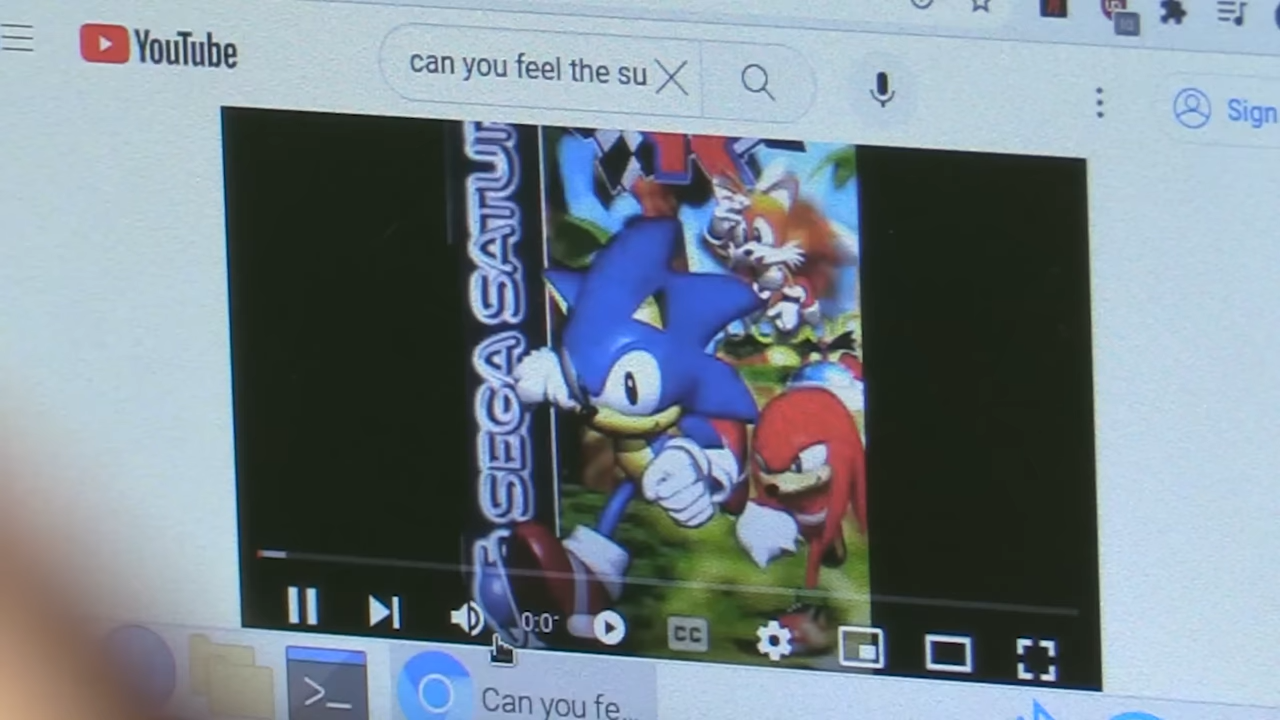 YouTube
can you feel the su
Sign
SEGA SATUR
R
0:0
CC
>_
Can you fe...